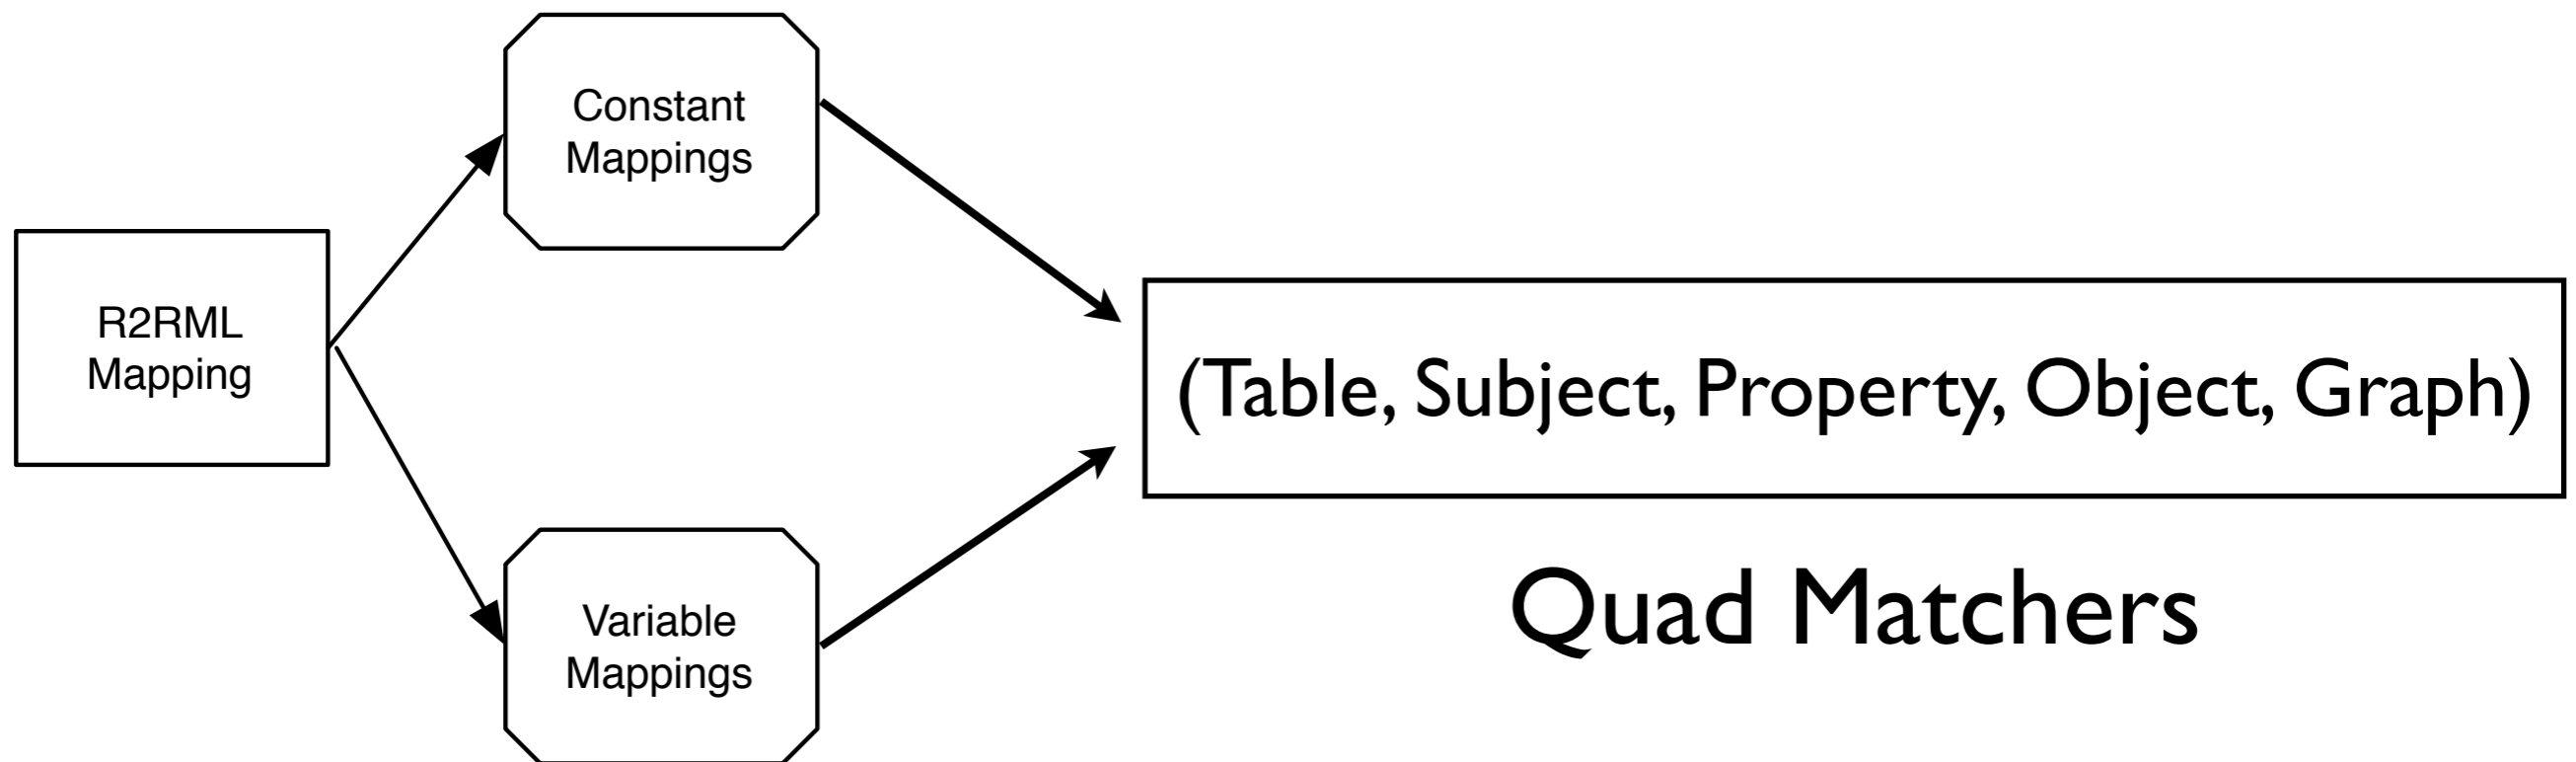 Constant
Mappings
R2RML
Mapping
(Table, Subject, Property, Object, Graph)
Variable
Mappings
Quad Matchers